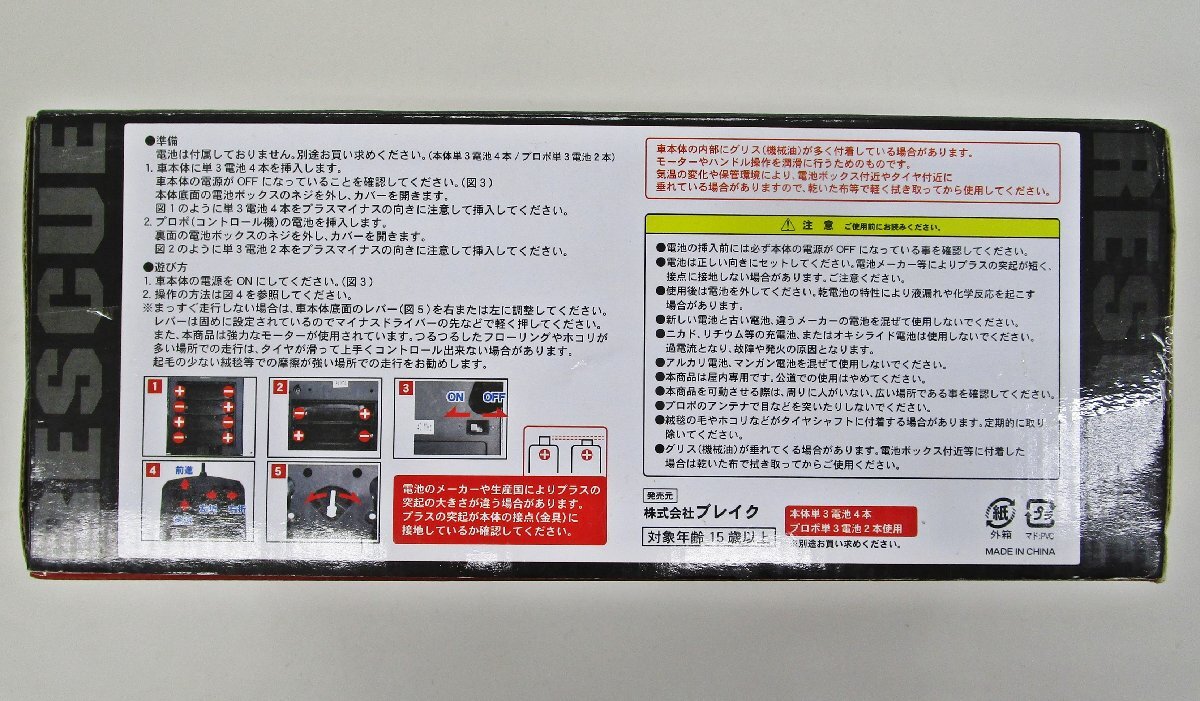 RESCUE
●準備
電池は付属しておりません。別途お買い求めください。(本体単3電池4本/プロポ単3電池2本)
1. 車本体に単3電池4本を挿入します。
車本体の電源がOFFになっていることを確認してください。(図3)
本体底面の電池ボックスのネジを外し、カバーを開きます。
図1のように単3電池4本をプラスマイナスの向きに注意して挿入してください。
2. プロポ(コントロール機)の電池を挿入します。
裏面の電池ボックスのネジを外し、カバーを開きます。
図2のように単3電池2本をプラスマイナスの向きに注意して挿入してください。
●遊び方
1. 車本体の電源をONにしてください。(図3)
2. 操作の方法は図4を参照してください。
※まっすぐ走行しない場合は、車本体底面のレバー(図5)を右または左に調整してください。
レバーは固めに設定されているのでマイナスドライバーの先などで軽く押してください。
また、本商品は強力なモーターが使用されています。つるつるしたフローリングやホコリが
多い場所での走行は、タイヤが滑って上手くコントロール出来ない場合があります。
起毛の少ない絨毯等での摩擦が強い場所での走行をお勧めします。
1
2
3
ON OFF
4
前進
5
電池のメーカーや生産国によりプラスの
突起の大きさが違う場合があります。
プラスの突起が本体の接点(金具)に
接地しているか確認してください。
車本体の内部にグリス(機械油)が多く付着している場合があります。
モーターやハンドル操作を潤滑に行うためのものです。
気温の変化や保管環境により、電池ボックス付近やタイヤ付近に
垂れている場合がありますので、乾いた布等で軽く拭き取ってから使用してください。
注意 ご使用前にお読みください。
●電池の挿入前には必ず本体の電源がOFFになっている事を確認してください。
●電池は正しい向きにセットしてください。電池メーカー等によりプラスの突起が短く、
接点に接地しない場合があります。ご注意ください。
●使用後は電池を外してください。乾電池の特性により液漏れや化学反応を起こす
場合があります。
●新しい電池と古い電池、違うメーカーの電池を混ぜて使用しないでください。
●ニカド、リチウム等の充電池、またはオキシライド電池は使用しないでください。
過電流となり、故障や発火の原因となります。
●アルカリ電池、マンガン電池を混ぜて使用しないでください。
●本商品は屋内専用です。公道での使用はやめてください。
●本商品を可動させる際は、周りに人がいない、広い場所である事を確認してください。
●プロポのアンテナで目などを突いたりしないでください。
●絨毯の毛やホコリなどがタイヤシャフトに付着する場合があります。定期的に取り
除いてください。
●グリス(機械油)が垂れてくる場合があります。電池ボックス付近等に付着した
場合は乾いた布で拭き取ってからご使用ください。
発売元
株式会社ブレイク
対象年齢 15歳以上
本体単3電池4本
プロポ単3電池2本使用
※別途お買い求めください。
紙
外箱
プラ
マド:PVC
MADE IN CHINA
RES